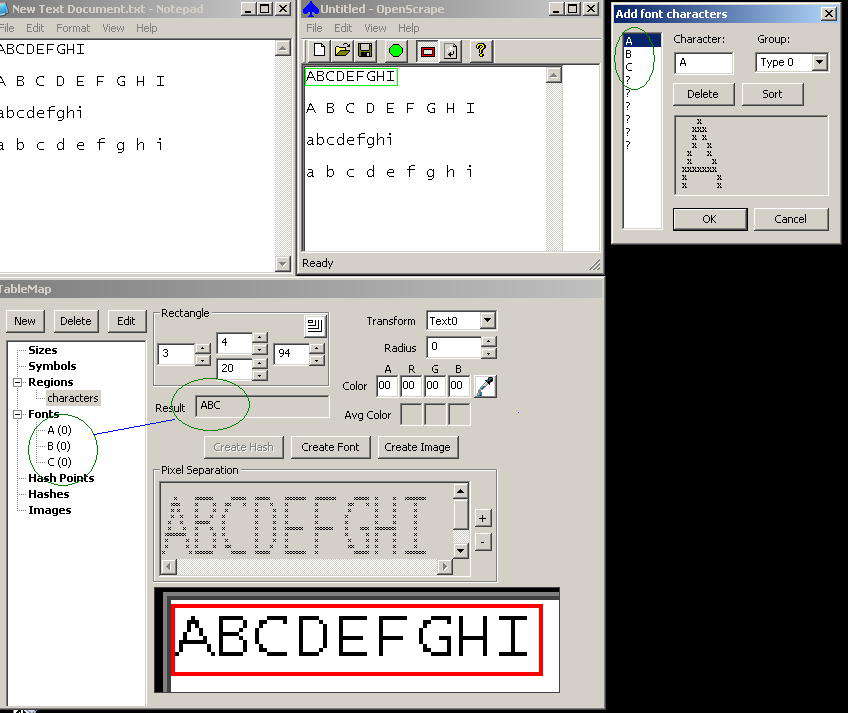 New Text Document.txt - Notepad
File Edit Format View Help
ABCDEFGHI
A B C D E F G H I
abcdefghi
a b c d e f g h i
Untitled - OpenScrape
File Edit View Help
ABCDEFGHI
A B C D E F G H I
abcdefghi
a b c d e f g h i
Ready
Add font characters
A
B
C
?
?
?
?
?
?
Character:
Group:
A
Type 0
Delete
Sort
OK
Cancel
TableMap
New
Delete
Edit
Sizes
Symbols
Regions
characters
Fonts
A (0)
B (0)
C (0)
Hash Points
Hashes
Images
Rectangle
3
4
20
94
Transform
Text0
Radius
0
A R G B
Color
00 00 00 00
Result
ABC
Avg Color
Create Hash
Create Font
Create Image
Pixel Separation
ABCDEFGHI
+
-
ABCDEFGHI